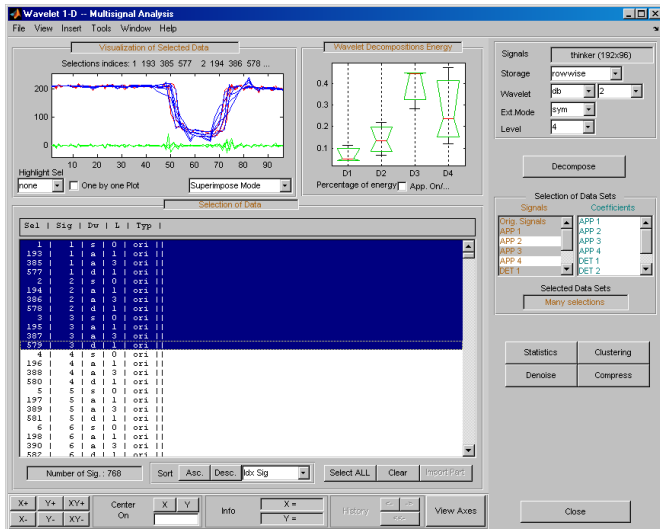 Wavelet 1-D -- Multisignal Analysis
File View Insert Tools Window Help
Visualization of Selected Data
Selections indices: 1 193 385 577 2 194 386 578 ...
200
100
0
10 20 30 40 50 60 70 80 90
Highlight Sel
none
One by one Plot
Superimpose Mode
Wavelet Decompositions Energy
0.4
0.3
0.2
0.1
D1 D2 D3 D4
Percentage of energy
App. On/...
Selection of Data
Sel | Sig | Dw | L | Typ |
1 | 1 | s | 0 | ori ||
193 | 1 | a | 1 | ori ||
385 | 1 | a | 3 | ori ||
577 | 1 | d | 1 | ori ||
2 | 2 | s | 0 | ori ||
194 | 2 | a | 1 | ori ||
386 | 2 | a | 3 | ori ||
578 | 2 | d | 1 | ori ||
3 | 3 | s | 0 | ori ||
195 | 3 | a | 1 | ori ||
387 | 3 | a | 3 | ori ||
579 | 3 | d | 1 | ori ||
4 | 4 | s | 0 | ori ||
196 | 4 | a | 1 | ori ||
388 | 4 | a | 3 | ori ||
580 | 4 | d | 1 | ori ||
5 | 5 | s | 0 | ori ||
197 | 5 | a | 1 | ori ||
389 | 5 | a | 3 | ori ||
581 | 5 | d | 1 | ori ||
6 | 6 | s | 0 | ori ||
198 | 6 | a | 1 | ori ||
390 | 6 | a | 3 | ori ||
582 | 6 | d | 1 | ori ||
Number of Sig. : 768
Sort
Asc.
Desc.
Idx Sig
Select ALL
Clear
Import Part
Signals
thinker (192x96)
Storage
rowwise
Wavelet
db
2
Ext.Mode
sym
Level
4
Decompose
Selection of Data Sets
Signals
Coefficients
Orig. Signals
APP 1
APP 2
APP 3
APP 4
DET 1
APP 1
APP 2
APP 3
APP 4
DET 1
DET 2
Selected Data Sets
Many selections
Statistics
Clustering
Denoise
Compress
X+ Y+ XY+
X- Y- XY-
Center
On
X Y
Info
X =
Y =
History
<-
->
<<-
View Axes
Close